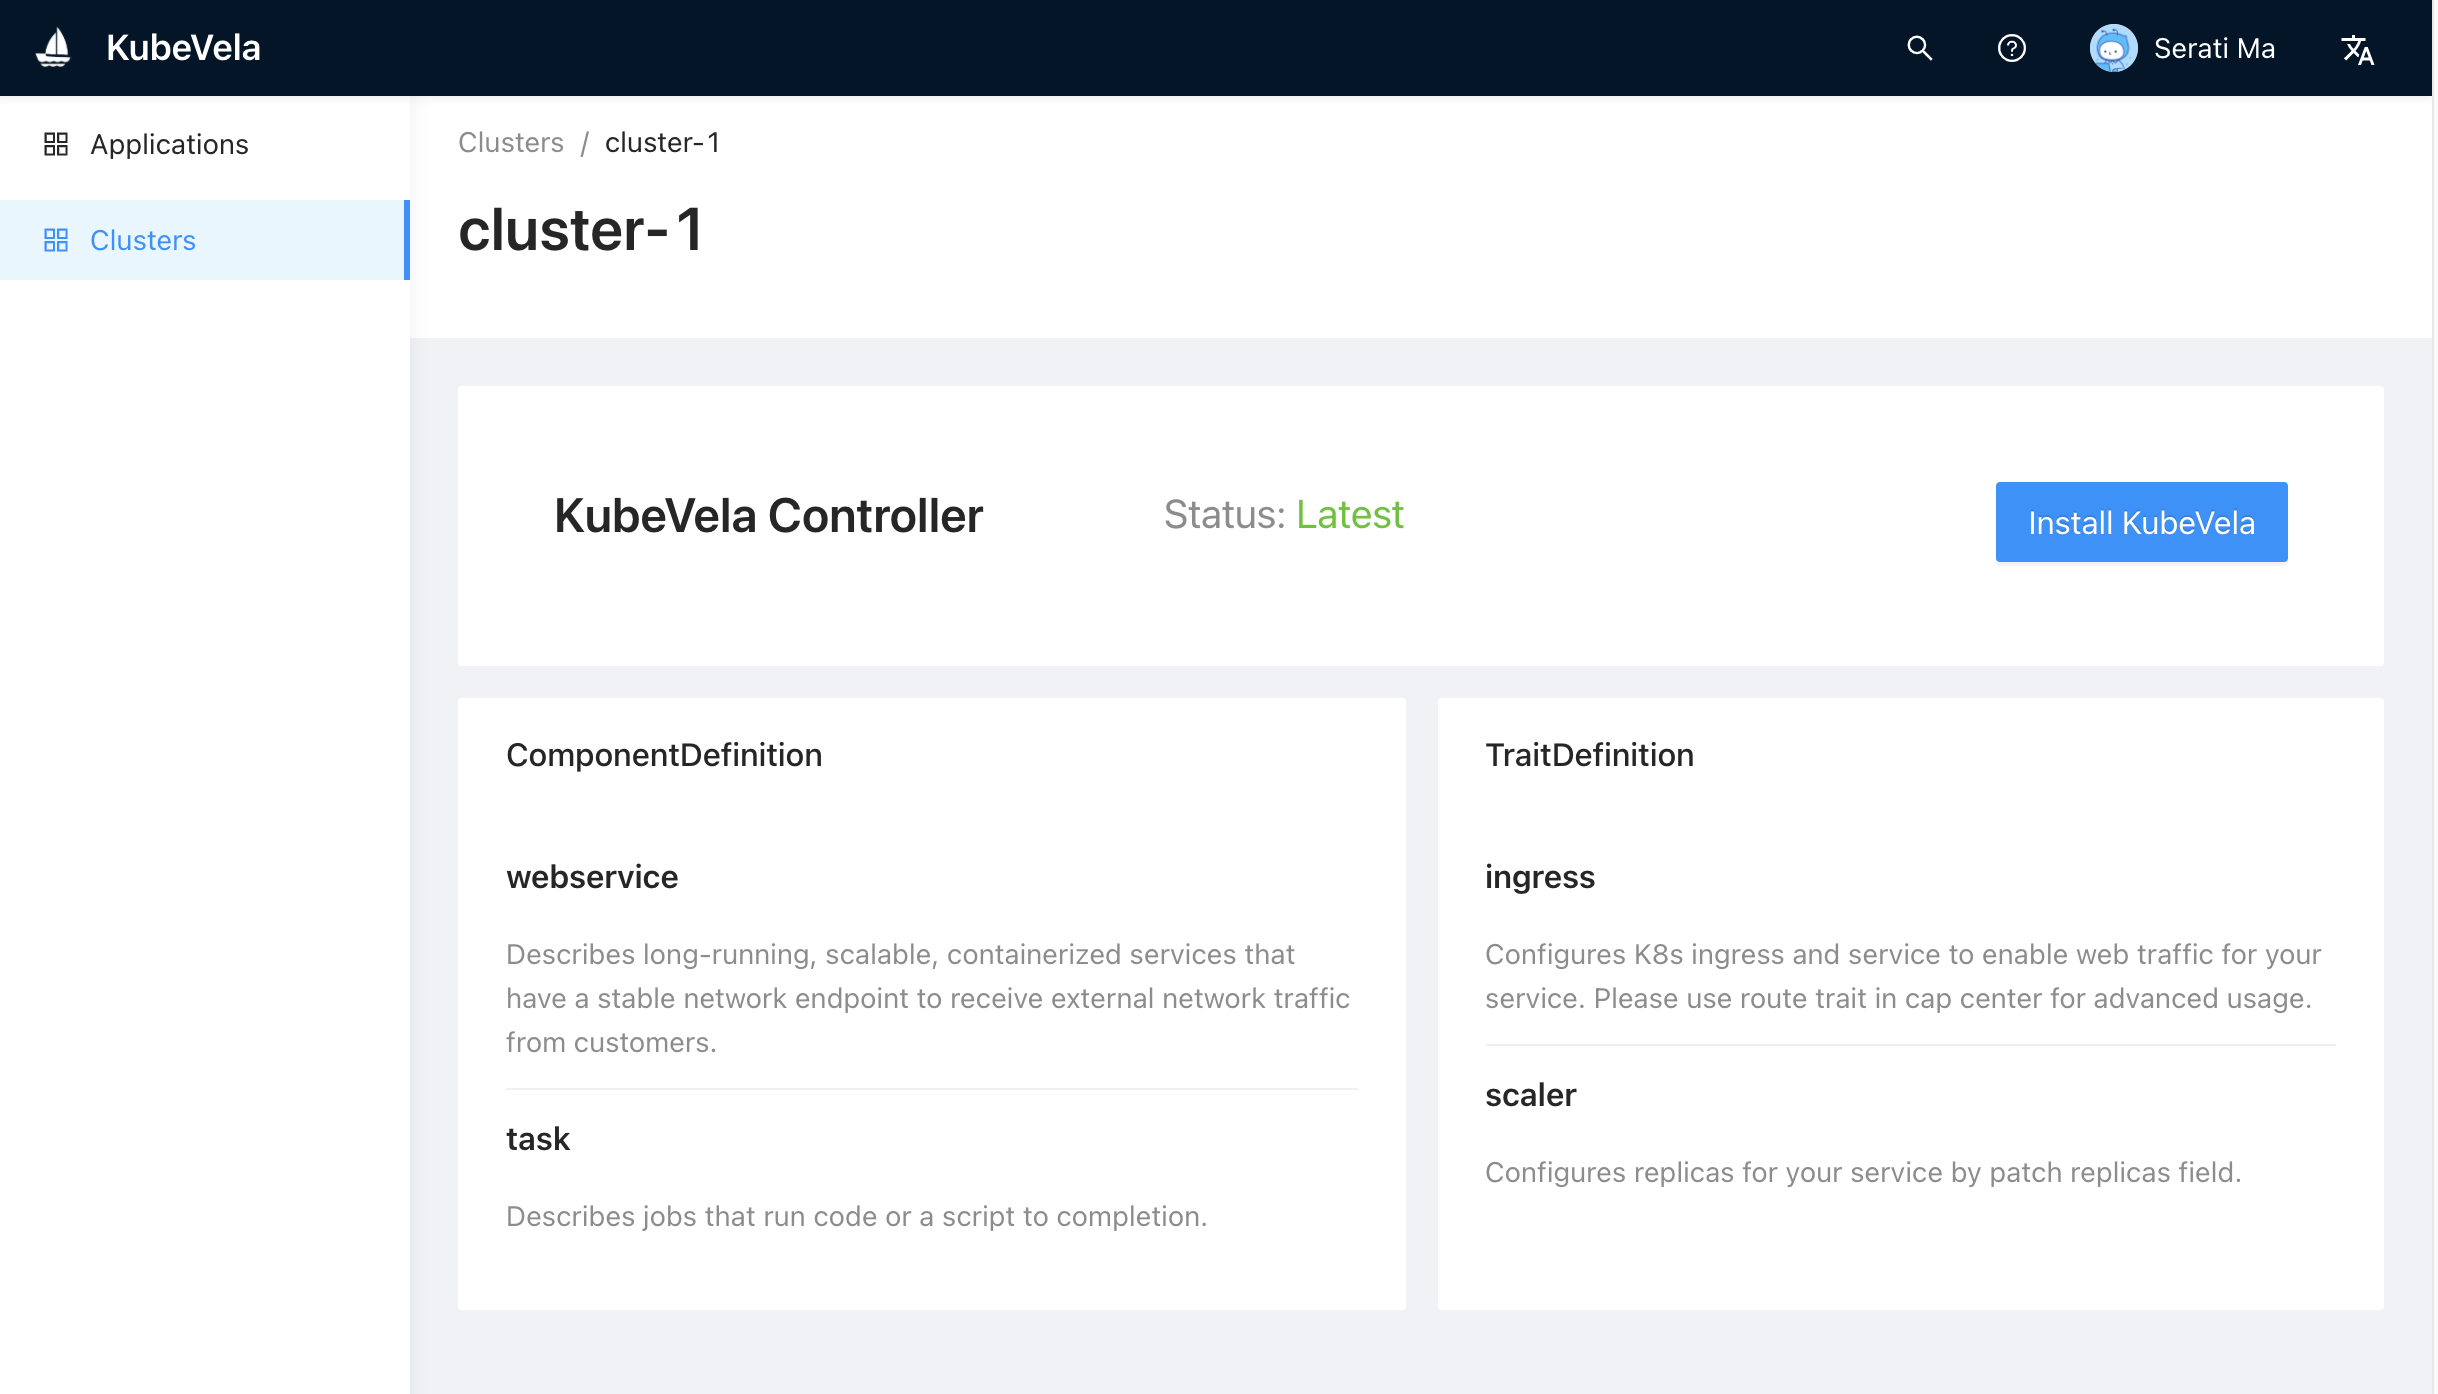 KubeVela
Serati Ma
Applications
Clusters
Clusters / cluster-1
cluster-1
KubeVela Controller
Status: Latest
Install KubeVela
ComponentDefinition
webservice
Describes long-running, scalable, containerized services that
have a stable network endpoint to receive external network traffic
from customers.
task
Describes jobs that run code or a script to completion.
TraitDefinition
ingress
Configures K8s ingress and service to enable web traffic for your
service. Please use route trait in cap center for advanced usage.
scaler
Configures replicas for your service by patch replicas field.